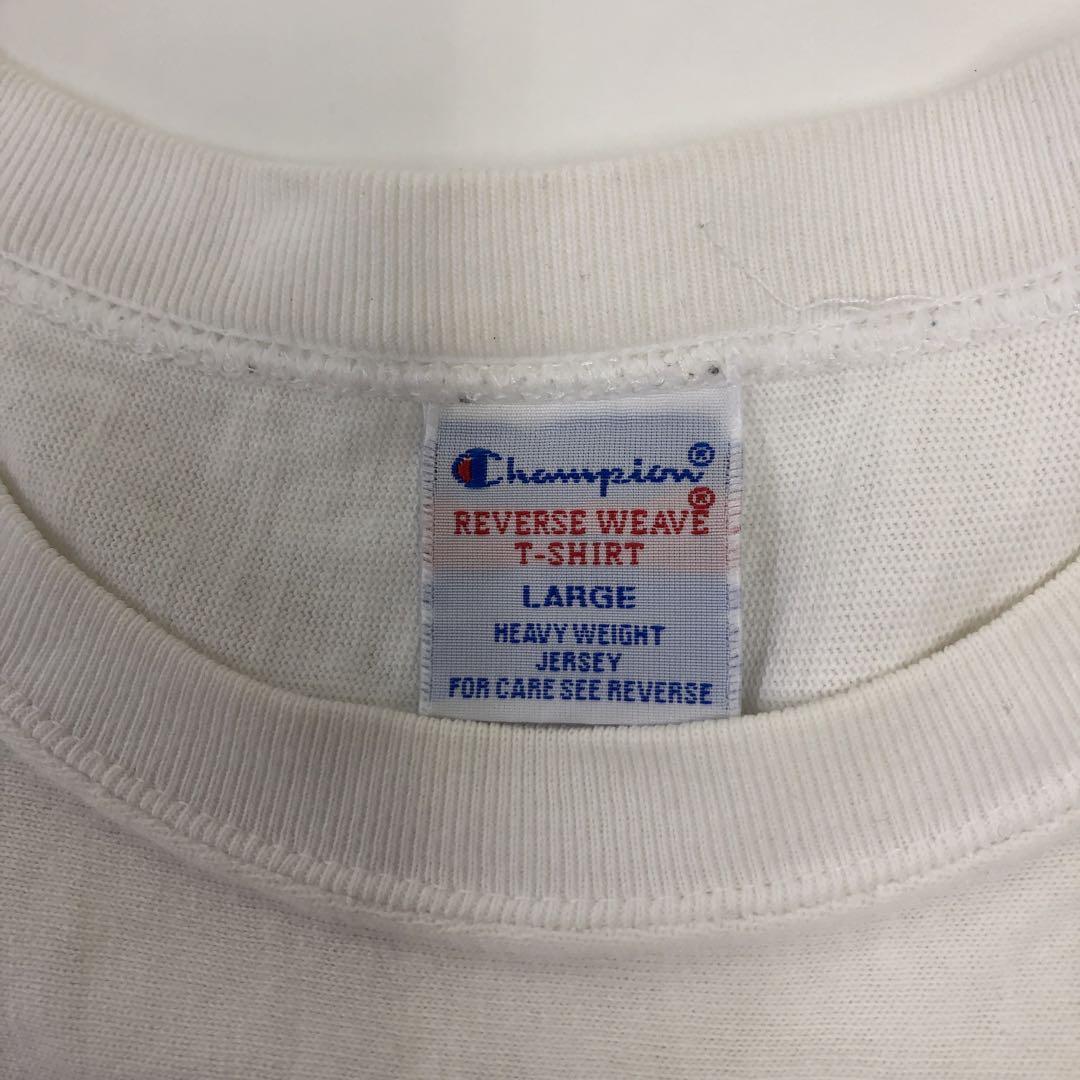 Champion®
REVERSE WEAVE®
T-SHIRT
LARGE
HEAVY WEIGHT
JERSEY
FOR CARE SEE REVERSE